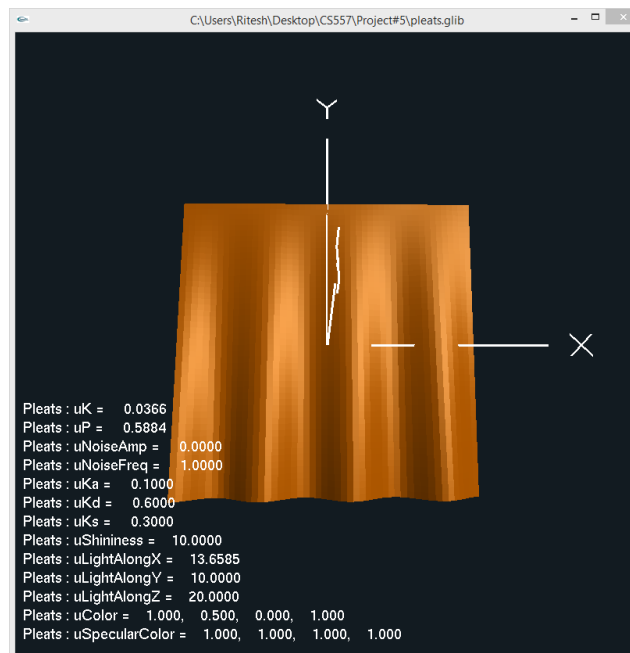 C:\Users\Ritesh\Desktop\CS557\Project#5\pleats.glib
Y
X
Pleats : uK = 0.0366
Pleats : uP = 0.5884
Pleats : uNoiseAmp = 0.0000
Pleats : uNoiseFreq = 1.0000
Pleats : uKa = 0.1000
Pleats : uKd = 0.6000
Pleats : uKs = 0.3000
Pleats : uShininess = 10.0000
Pleats : uLightAlongX = 13.6585
Pleats : uLightAlongY = 10.0000
Pleats : uLightAlongZ = 20.0000
Pleats : uColor = 1.000, 0.500, 0.000, 1.000
Pleats : uSpecularColor = 1.000, 1.000, 1.000, 1.000